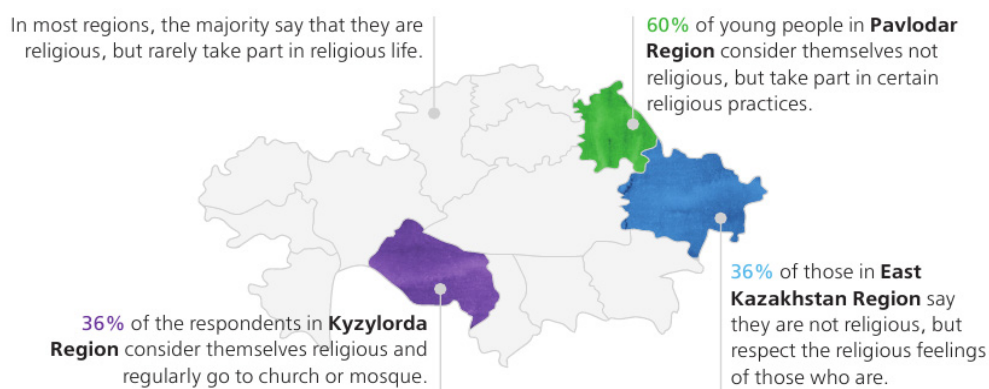 In most regions, the majority say that they are
religious, but rarely take part in religious life.
60% of young people in Pavlodar
Region consider themselves not
religious, but take part in certain
religious practices.
36% of the respondents in Kyzylorda
Region consider themselves religious and
regularly go to church or mosque.
36% of those in East
Kazakhstan Region say
they are not religious, but
respect the religious feelings
of those who are.